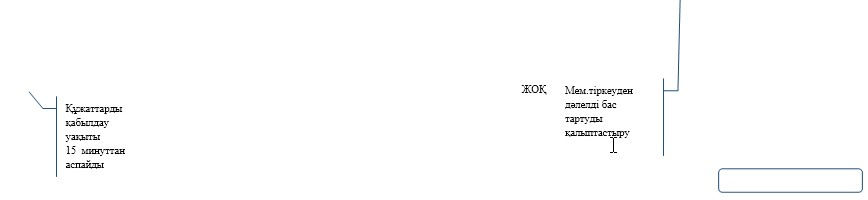 Құжаттарды
қабылдау
уақыты
15 минуттан
аспайды
ЖОҚ
Мем.тіркеуден
дәлелді бас
тартуды
қалыптастыру